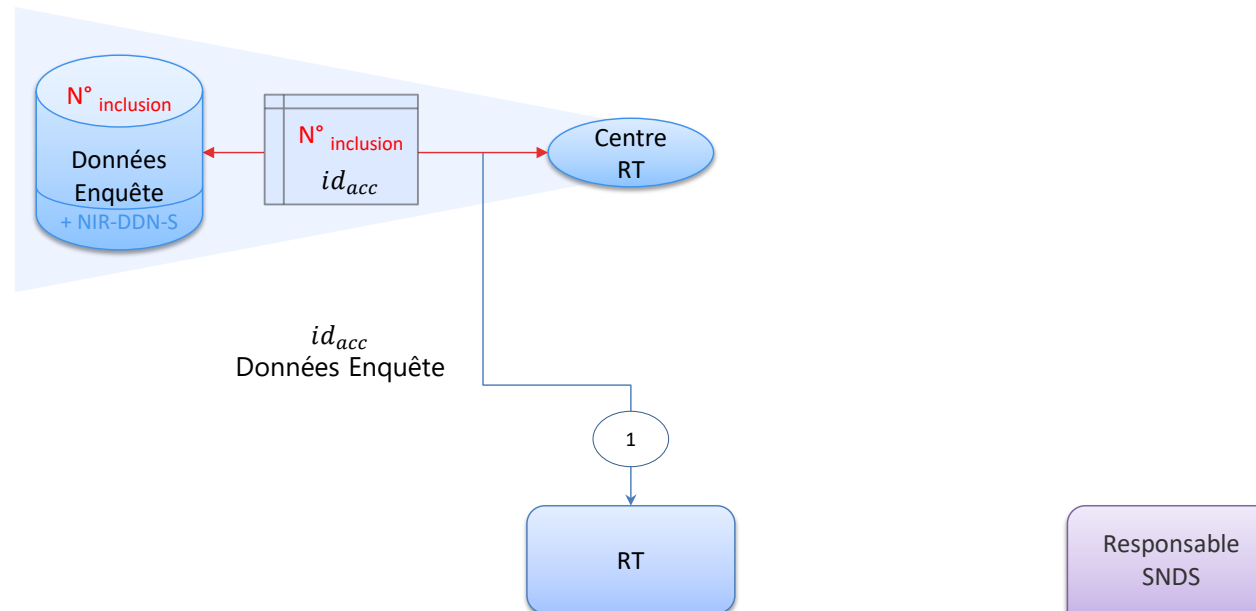 N° inclusion
Données
Enquête
+ NIR-DDN-S
N° inclusion
id_acc
Centre
RT
id_acc
Données Enquête
1
RT
Responsable
SNDS